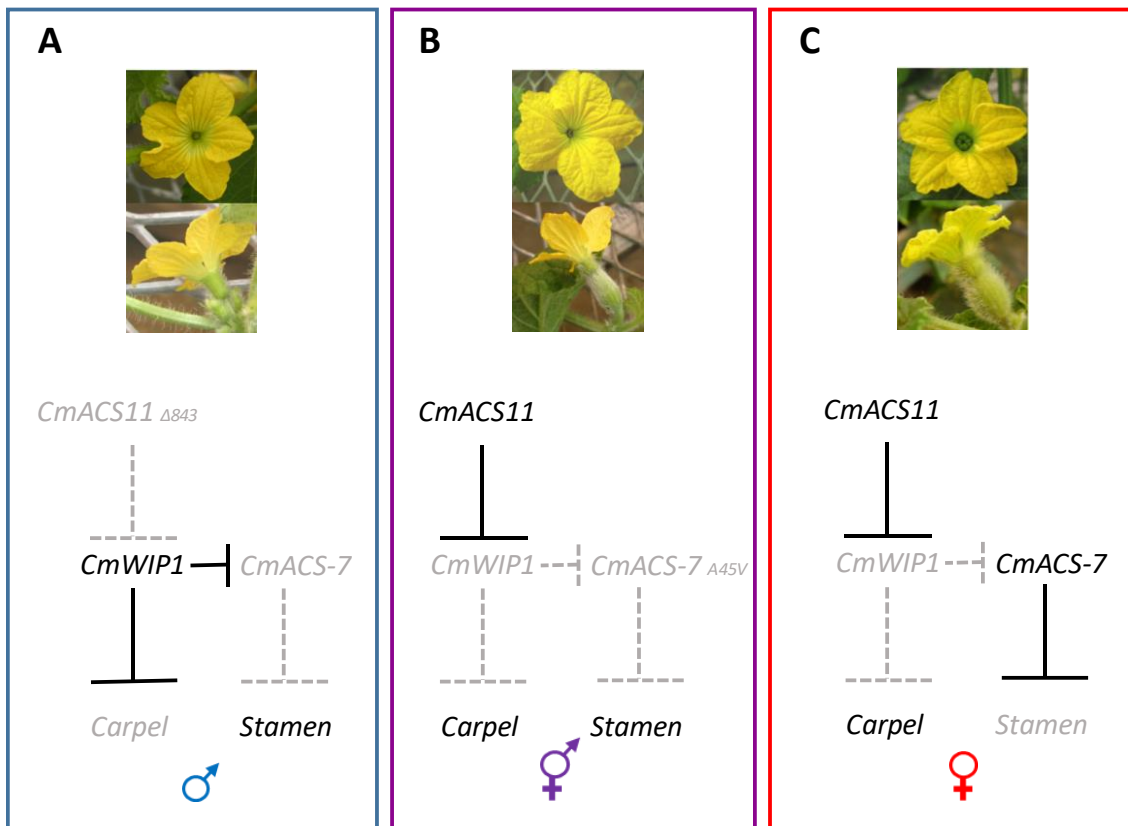 A
CmACS11 Δ843
CmWIP1
CmACS-7
Carpel
Stamen
B
CmACS11
CmWIP1
CmACS-7 A45V
Carpel
Stamen
C
CmACS11
CmWIP1
CmACS-7
Carpel
Stamen